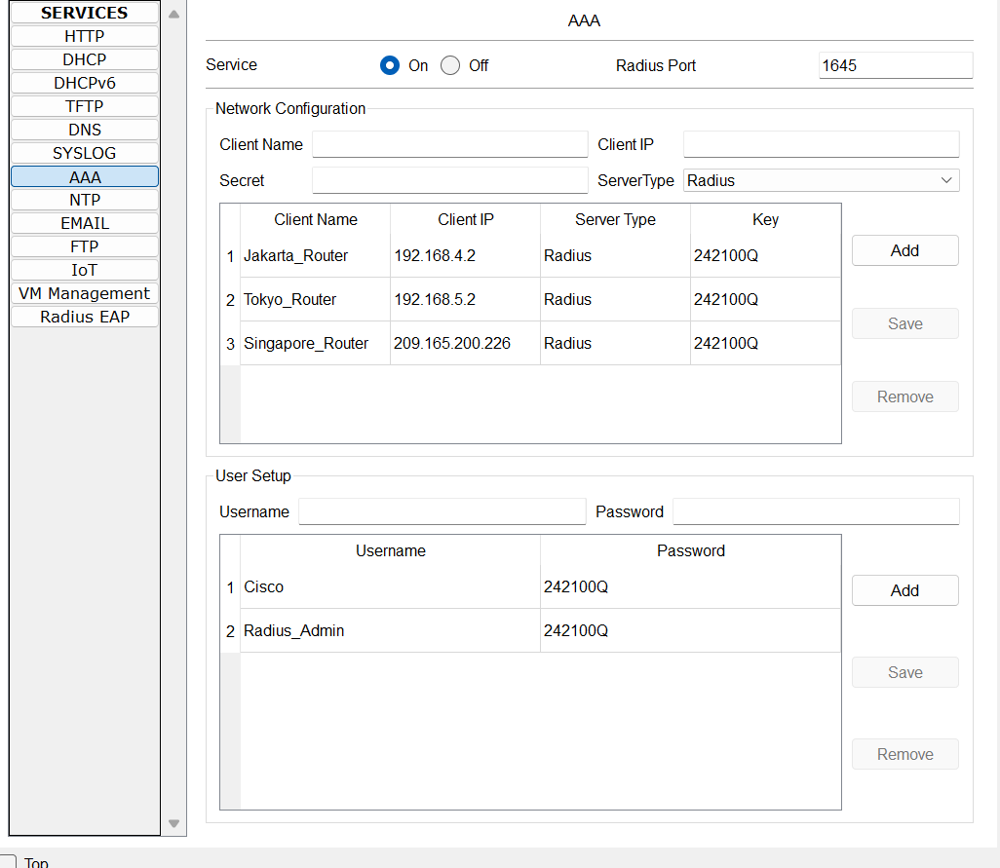 SERVICES
HTTP
DHCP
DHCPv6
TFTP
DNS
SYSLOG
AAA
NTP
EMAIL
FTP
IoT
VM Management
Radius EAP
AAA
Service On Off Radius Port 1645
Network Configuration
Client Name Client IP
Secret ServerType Radius
Client Name Client IP Server Type Key
1 Jakarta_Router 192.168.4.2 Radius 242100Q
2 Tokyo_Router 192.168.5.2 Radius 242100Q
3 Singapore_Router 209.165.200.226 Radius 242100Q
Add
Save
Remove
User Setup
Username Password
Username Password
1 Cisco 242100Q
2 Radius_Admin 242100Q
Add
Save
Remove
Top